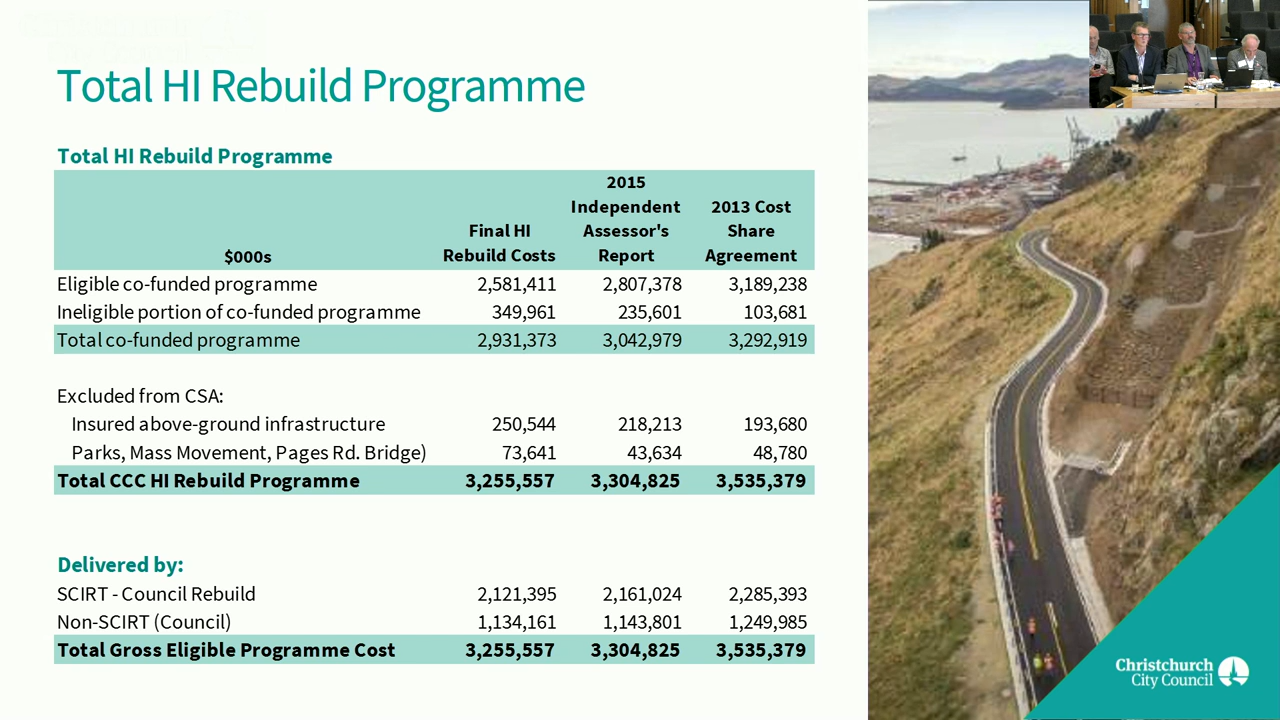 Total HI Rebuild Programme
Total HI Rebuild Programme
$000s Final HI Rebuild Costs 2015 Independent Assessor's Report 2013 Cost Share Agreement
Eligible co-funded programme 2,581,411 2,807,378 3,189,238
Ineligible portion of co-funded programme 349,961 235,601 103,681
Total co-funded programme 2,931,373 3,042,979 3,292,919
Excluded from CSA:
Insured above-ground infrastructure 250,544 218,213 193,680
Parks, Mass Movement, Pages Rd. Bridge) 73,641 43,634 48,780
Total CCC HI Rebuild Programme 3,255,557 3,304,825 3,535,379
Delivered by:
SCIRT - Council Rebuild 2,121,395 2,161,024 2,285,393
Non-SCIRT (Council) 1,134,161 1,143,801 1,249,985
Total Gross Eligible Programme Cost 3,255,557 3,304,825 3,535,379
Christchurch
City Council